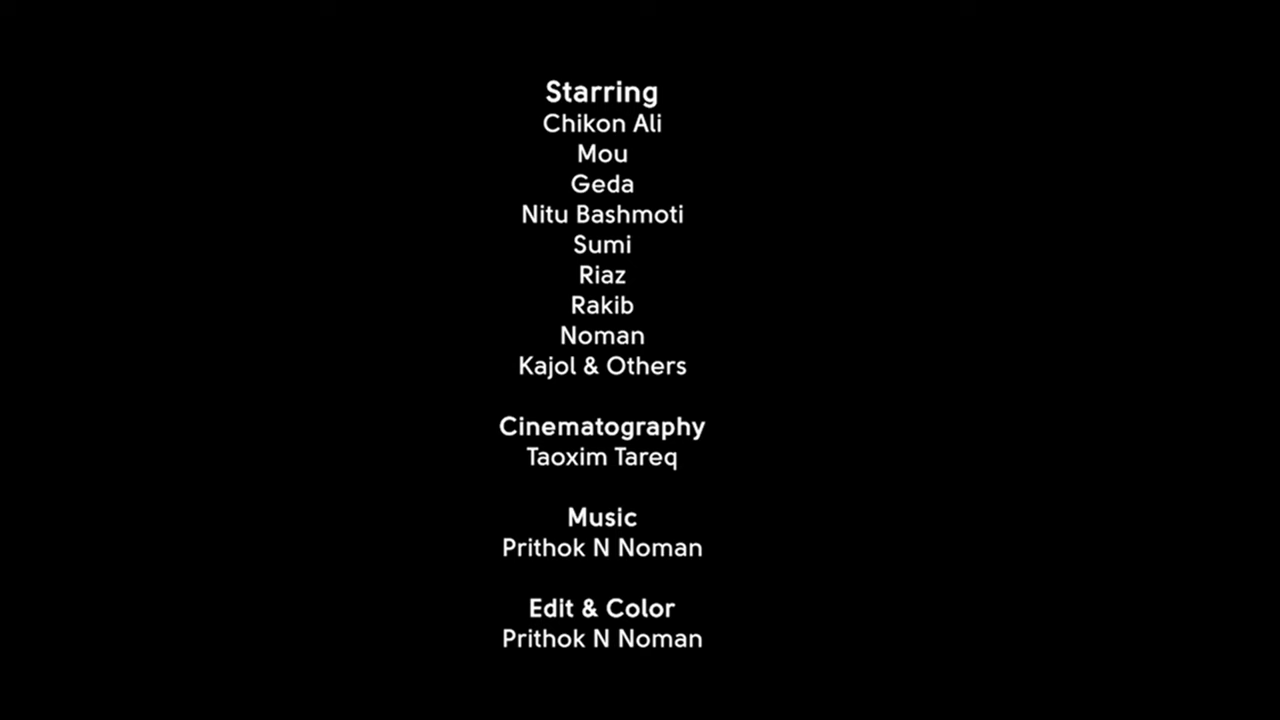 Starring
Chikon Ali
Mou
Geda
Nitu Bashmoti
Sumi
Riaz
Rakib
Noman
Kajol & Others
Cinematography
Taoxim Tareq
Music
Prithok N Noman
Edit & Color
Prithok N Noman